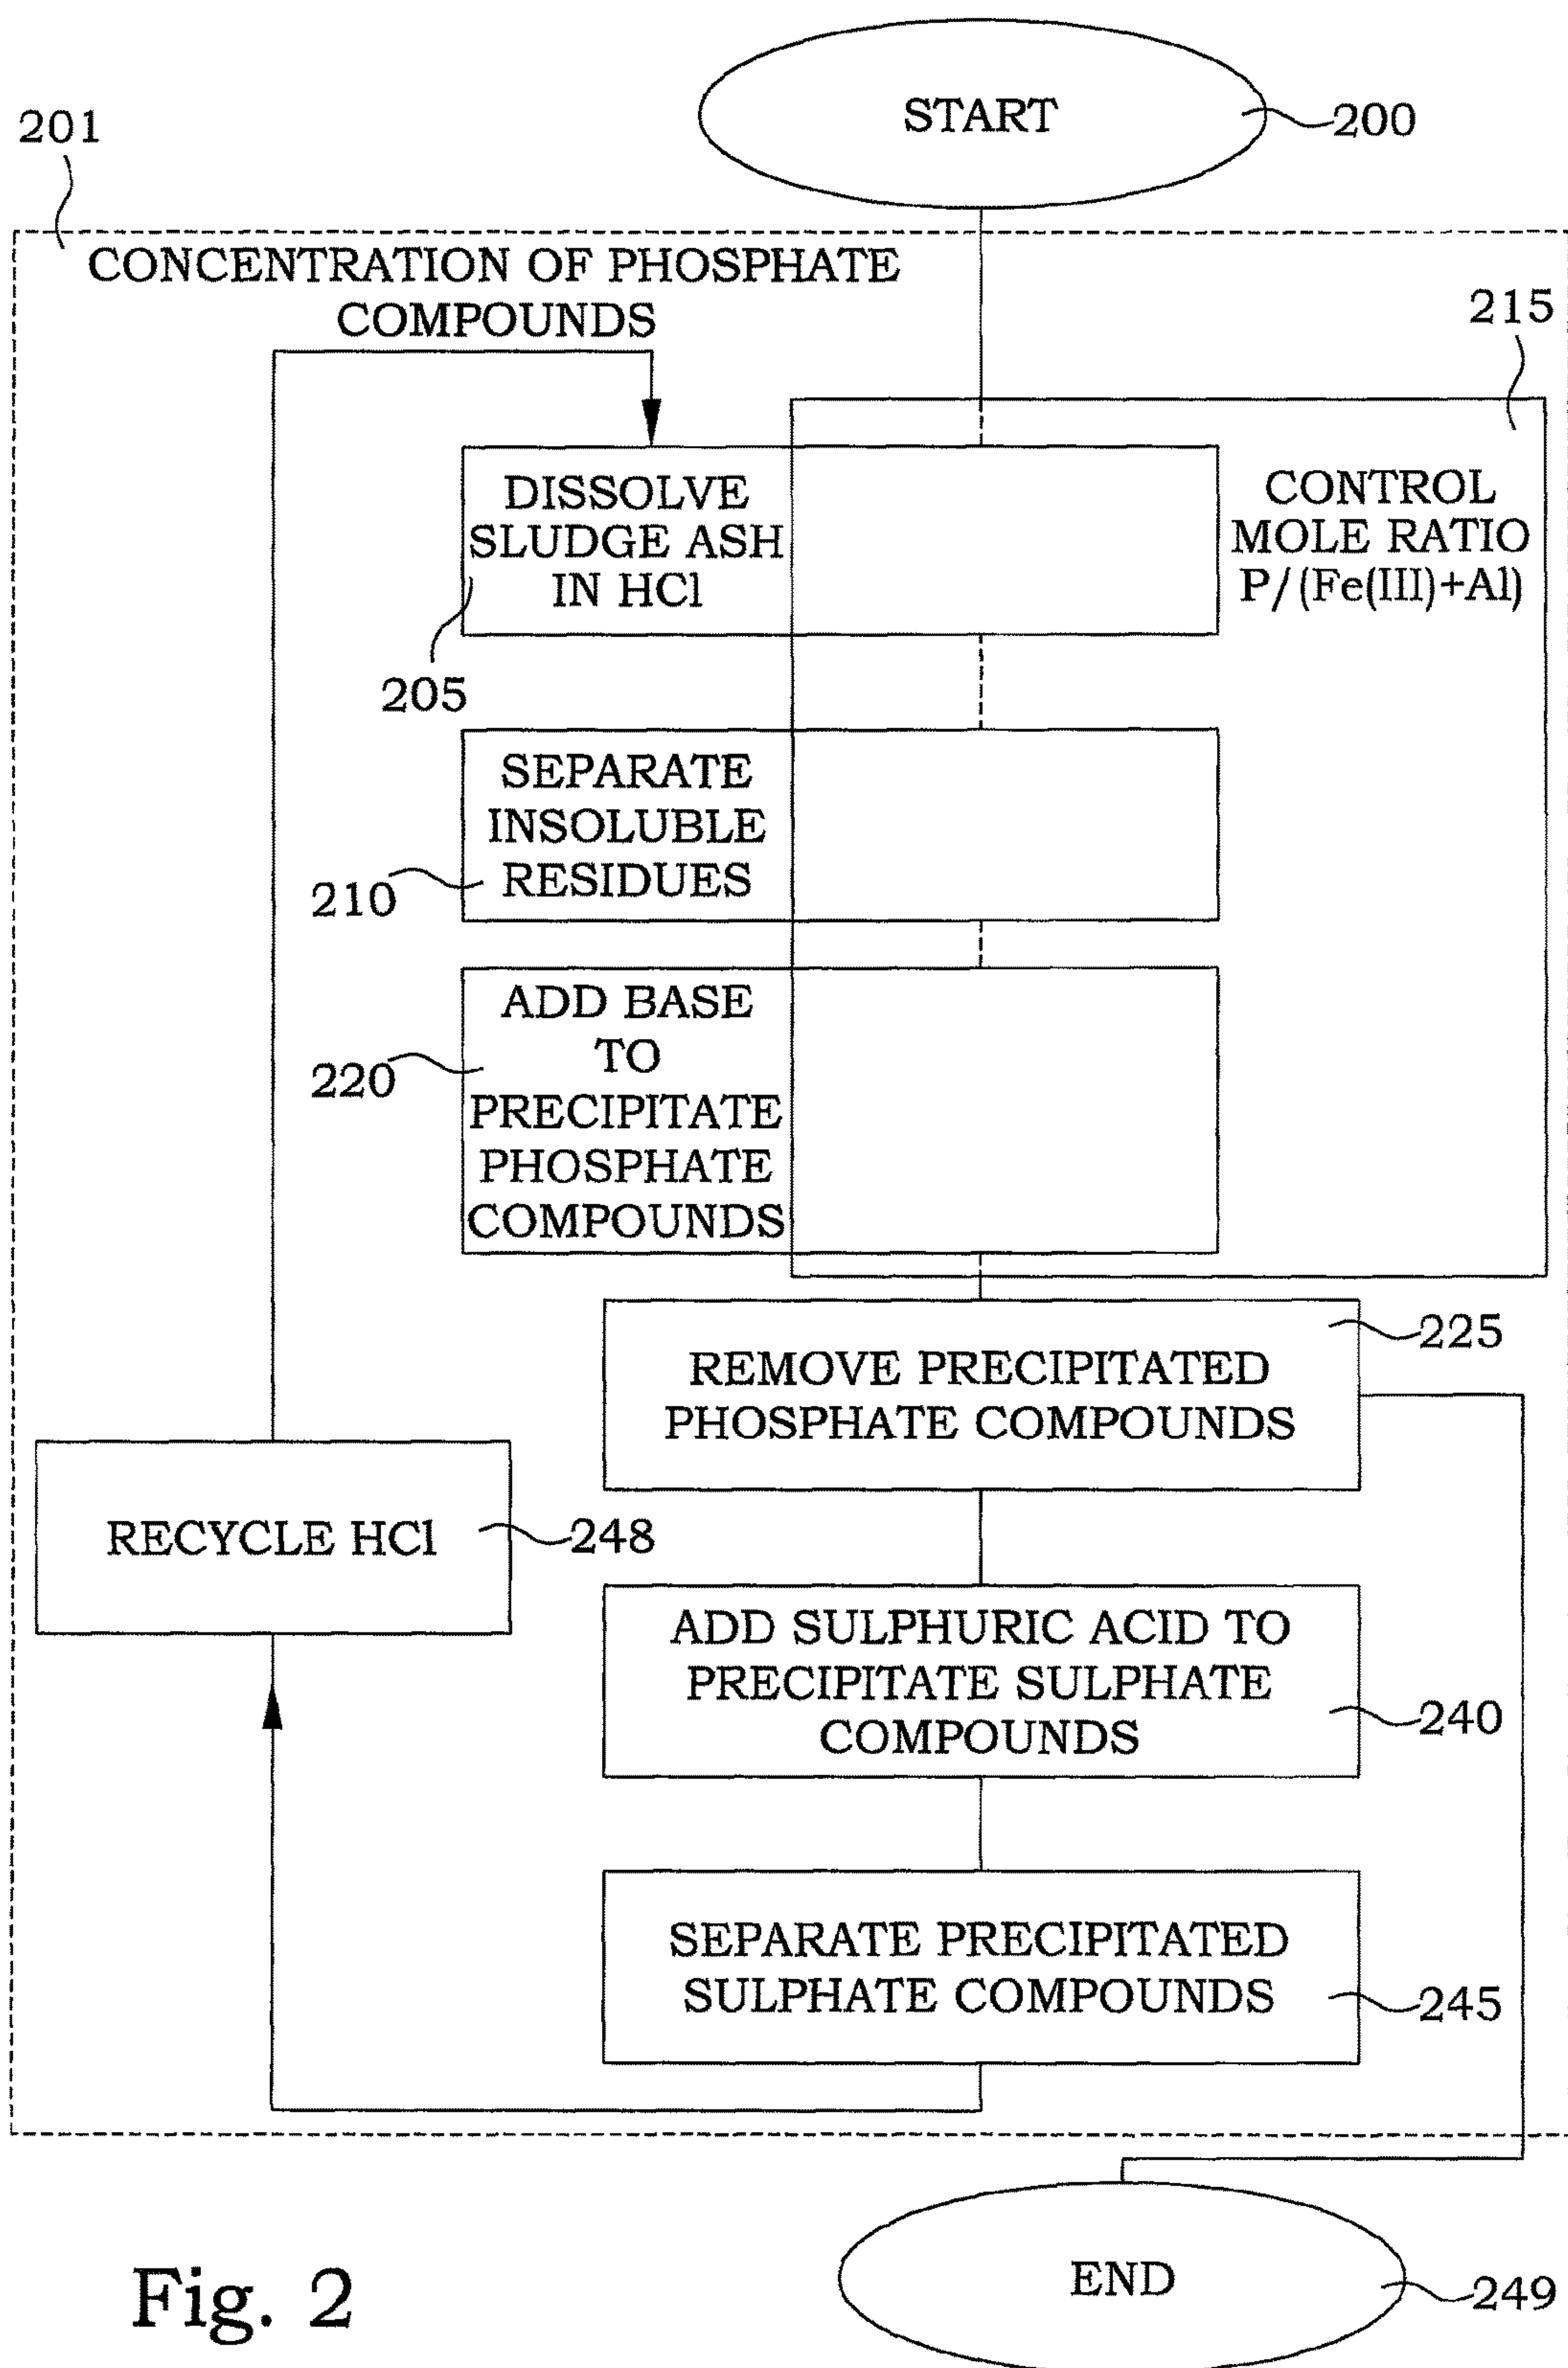 START
200
201
CONCENTRATION OF PHOSPHATE
COMPOUNDS
215
DISSOLVE
SLUDGE ASH
IN HCl
205
CONTROL
MOLE RATIO
P/(Fe(III)+Al)
SEPARATE
INSOLUBLE
RESIDUES
210
ADD BASE
TO
PRECIPITATE
PHOSPHATE
COMPOUNDS
220
225
REMOVE PRECIPITATED
PHOSPHATE COMPOUNDS
RECYCLE HCl
248
ADD SULPHURIC ACID TO
PRECIPITATE SULPHATE
COMPOUNDS
240
SEPARATE PRECIPITATED
SULPHATE COMPOUNDS
245
END
249
Fig. 2